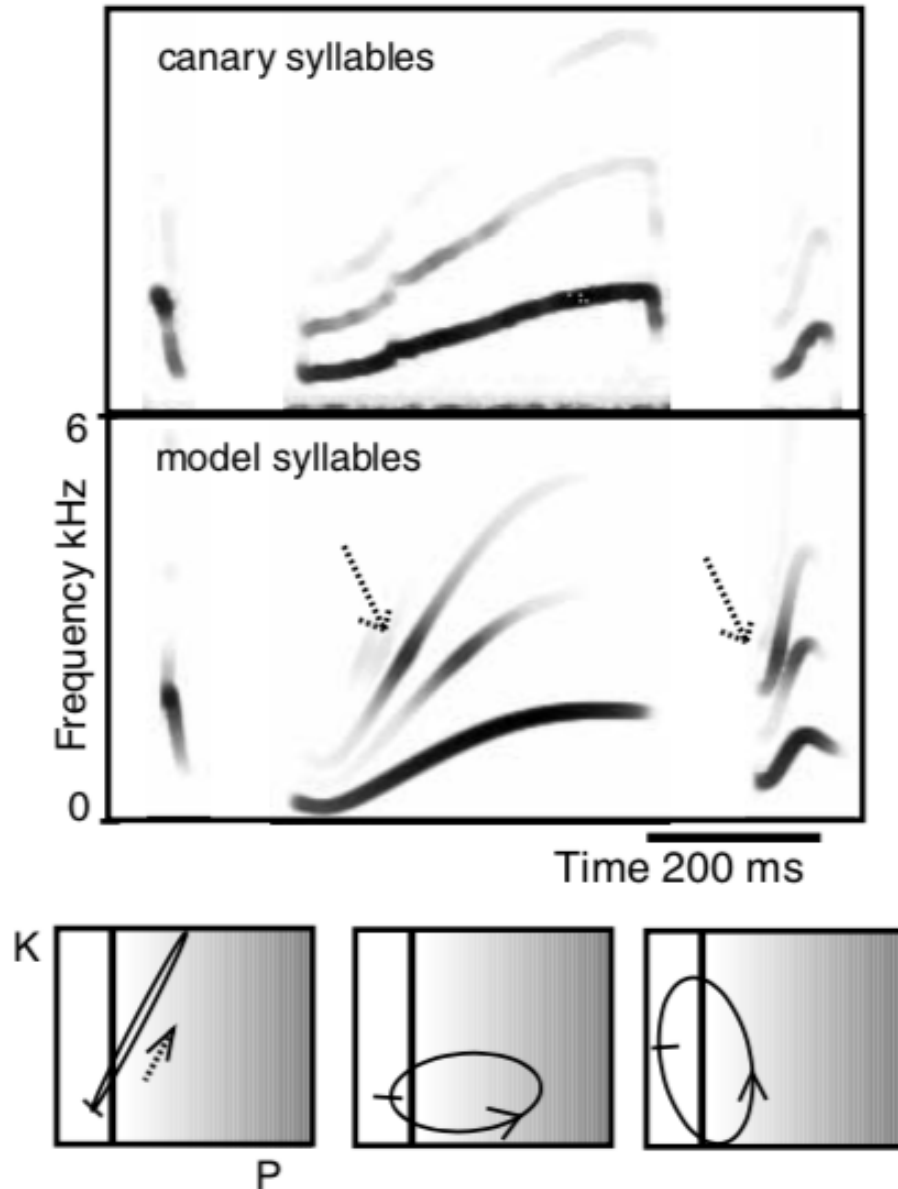 canary syllables
6
model syllables
Frequency kHz
0
Time 200 ms
K
P